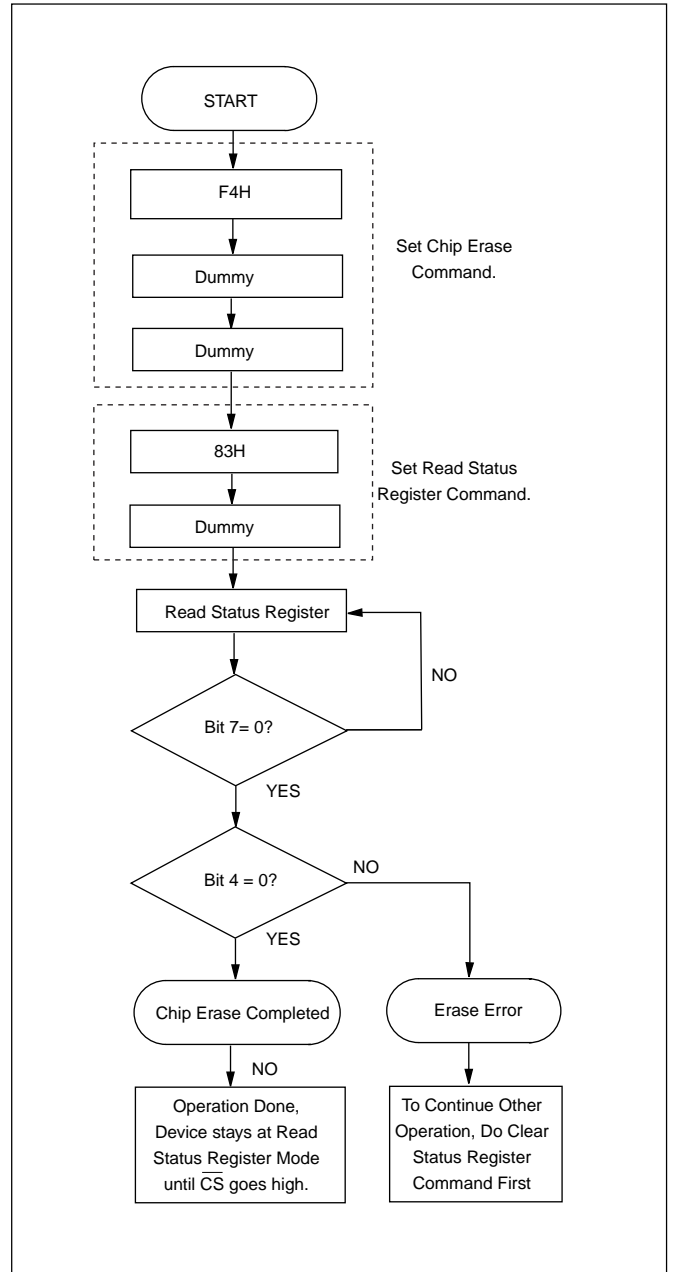 START
F4H
Dummy
Dummy
Set Chip Erase
Command.
83H
Dummy
Set Read Status
Register Command.
Read Status Register
NO
Bit 7= 0?
YES
Bit 4 = 0?
NO
YES
Chip Erase Completed
Erase Error
NO
Operation Done,
Device stays at Read
Status Register Mode
until C̅S̅ goes high.
To Continue Other
Operation, Do Clear
Status Register
Command First